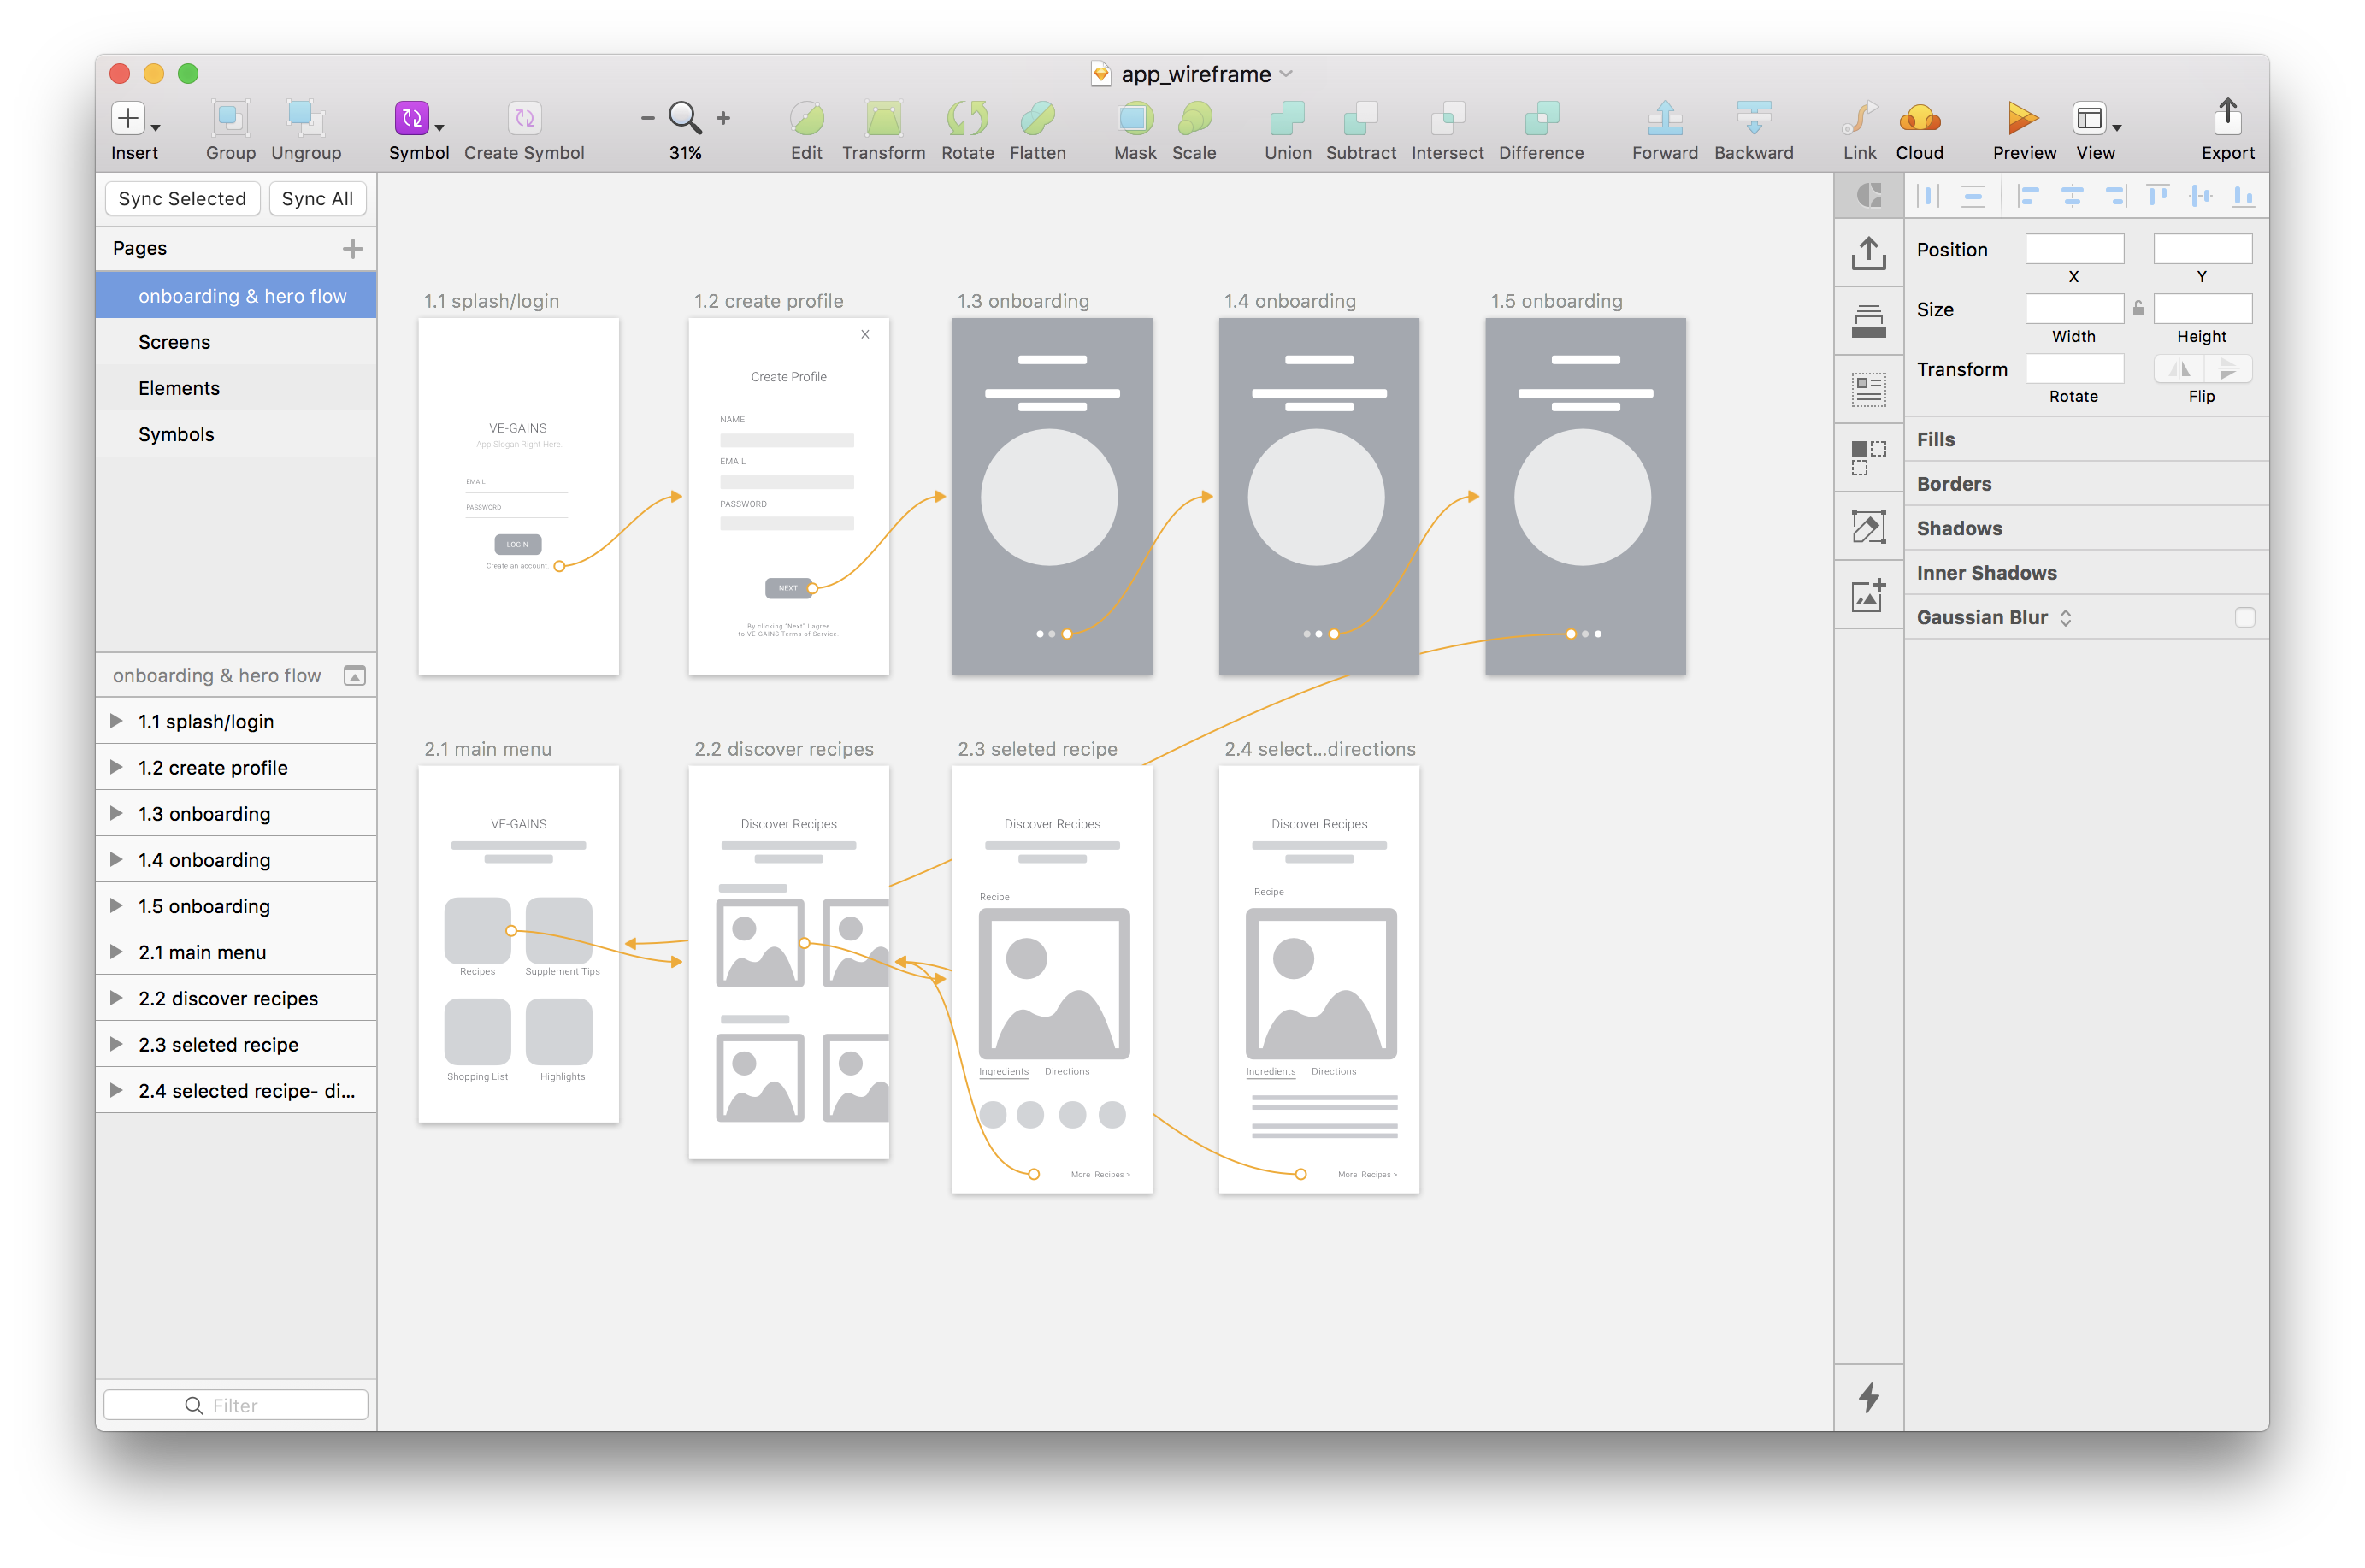 app_wireframe
Insert
Group
Ungroup
Symbol
Create Symbol
31%
Edit
Transform
Rotate
Flatten
Mask
Scale
Union
Subtract
Intersect
Difference
Forward
Backward
Link
Cloud
Preview
View
Export
Sync Selected
Sync All
Pages
onboarding & hero flow
Screens
Elements
Symbols
onboarding & hero flow
1.1 splash/login
1.2 create profile
1.3 onboarding
1.4 onboarding
1.5 onboarding
2.1 main menu
2.2 discover recipes
2.3 seleted recipe
2.4 selected recipe- di...
Filter
1.1 splash/login
VE-GAINS
App Slogan Right Here.
EMAIL
PASSWORD
LOGIN
Create an account.
1.2 create profile
X
Create Profile
NAME
EMAIL
PASSWORD
NEXT
By clicking "Next" I agree
to VE-GAINS Terms of Service.
1.3 onboarding
1.4 onboarding
1.5 onboarding
2.1 main menu
VE-GAINS
Recipes
Supplement Tips
Shopping List
Highlights
2.2 discover recipes
Discover Recipes
2.3 seleted recipe
Discover Recipes
Recipe
Ingredients
Directions
More Recipes >
2.4 select...directions
Discover Recipes
Recipe
Ingredients
Directions
More Recipes >
Position
X
Y
Size
Width
Height
Transform
Rotate
Flip
Fills
Borders
Shadows
Inner Shadows
Gaussian Blur